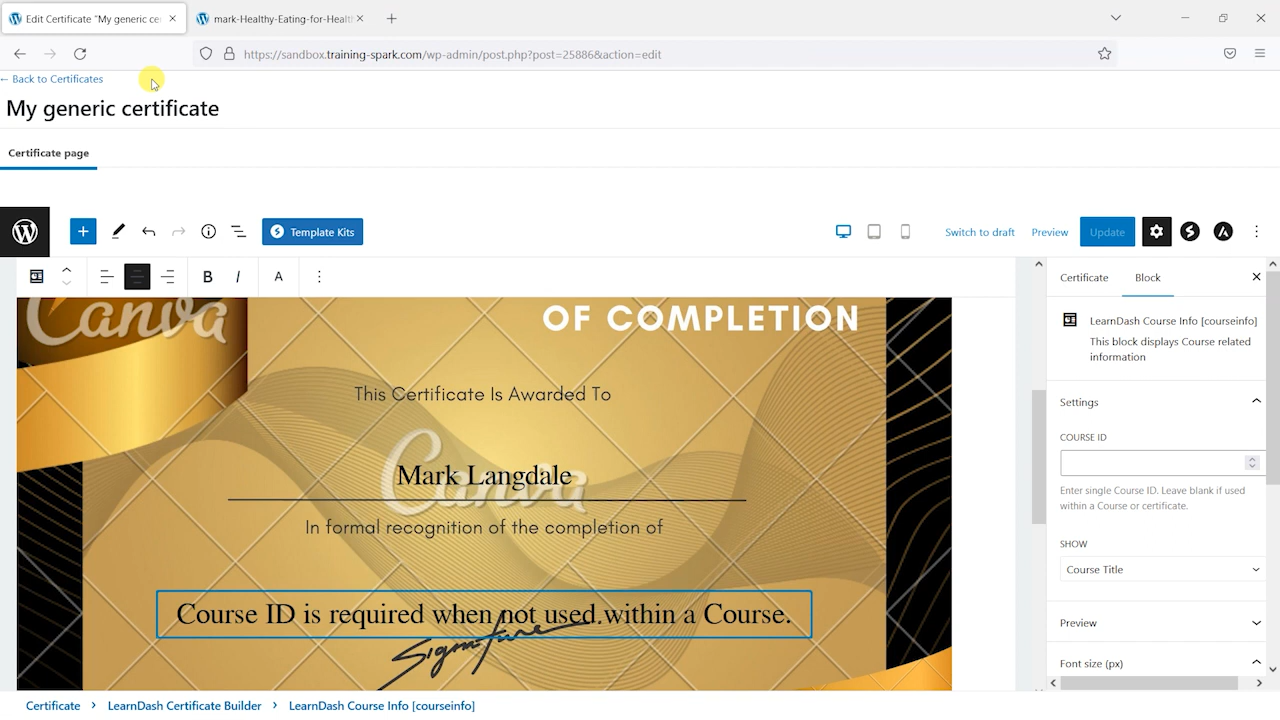 Edit Certificate "My generic cer
mark-Healthy-Eating-for-Healt
https://sandbox.training-spark.com/wp-admin/post.php?post=25886&action=edit
← Back to Certificates
My generic certificate
Certificate page
Template Kits
Switch to draft
Preview
Update
B I A
Certificate
Block
LearnDash Course Info [courseinfo]
This block displays Course related
information
Settings
COURSE ID
Enter single Course ID. Leave blank if used
within a Course or certificate.
SHOW
Course Title
Preview
Font size (px)
Canva
OF COMPLETION
This Certificate Is Awarded To
Canva
Mark Langdale
In formal recognition of the completion of
Course ID is required when not used within a Course.
Signature
Certificate > LearnDash Certificate Builder > LearnDash Course Info [courseinfo]